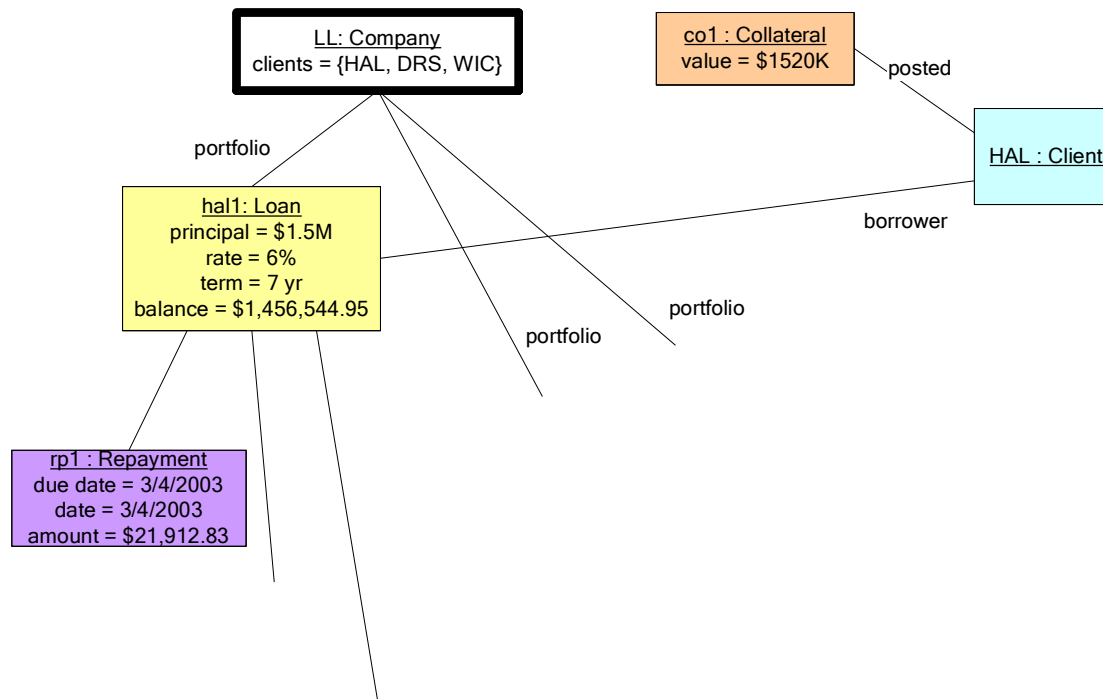 LL: Company
clients = {HAL, DRS, WIC}
co1 : Collateral
value = $1520K
posted
portfolio
HAL : Client
hal1: Loan
principal = $1.5M
rate = 6%
term = 7 yr
balance = $1,456,544.95
borrower
portfolio
portfolio
rp1 : Repayment
due date = 3/4/2003
date = 3/4/2003
amount = $21,912.83